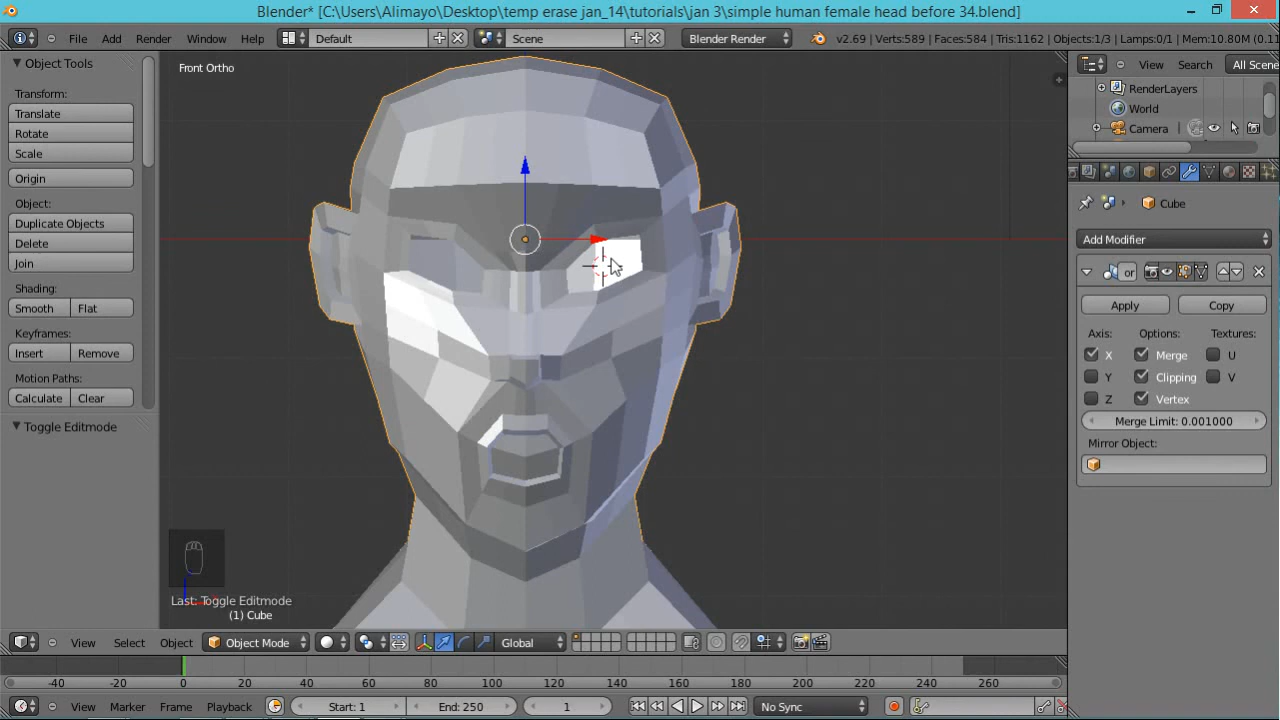 Blender* [C:\Users\Alimayo\Desktop\temp erase jan_14\tutorials\jan 3\simple human female head before 34.blend]
File Add Render Window Help Default Scene Blender Render v2.69 | Verts:589 | Faces:584 | Tris:1162 | Objects:1/3 | Lamps:0/1 | Mem:10.80M (0.11
Object Tools
Transform:
Translate
Rotate
Scale
Origin
Object:
Duplicate Objects
Delete
Join
Shading:
Smooth Flat
Keyframes:
Insert Remove
Motion Paths:
Calculate Clear
Toggle Editmode
Front Ortho
Last: Toggle Editmode
(1) Cube
View Search All Scene
RenderLayers
World
Camera
Cube
Add Modifier
or
Apply Copy
Axis: Options: Textures:
X Merge U
Y Clipping V
Z Vertex
Merge Limit: 0.001000
Mirror Object:
View Select Object Object Mode Global
-40 -20 0 20 40 60 80 100 120 140 160 180 200 220 240 260
View Marker Frame Playback Start: 1 End: 250 1 No Sync